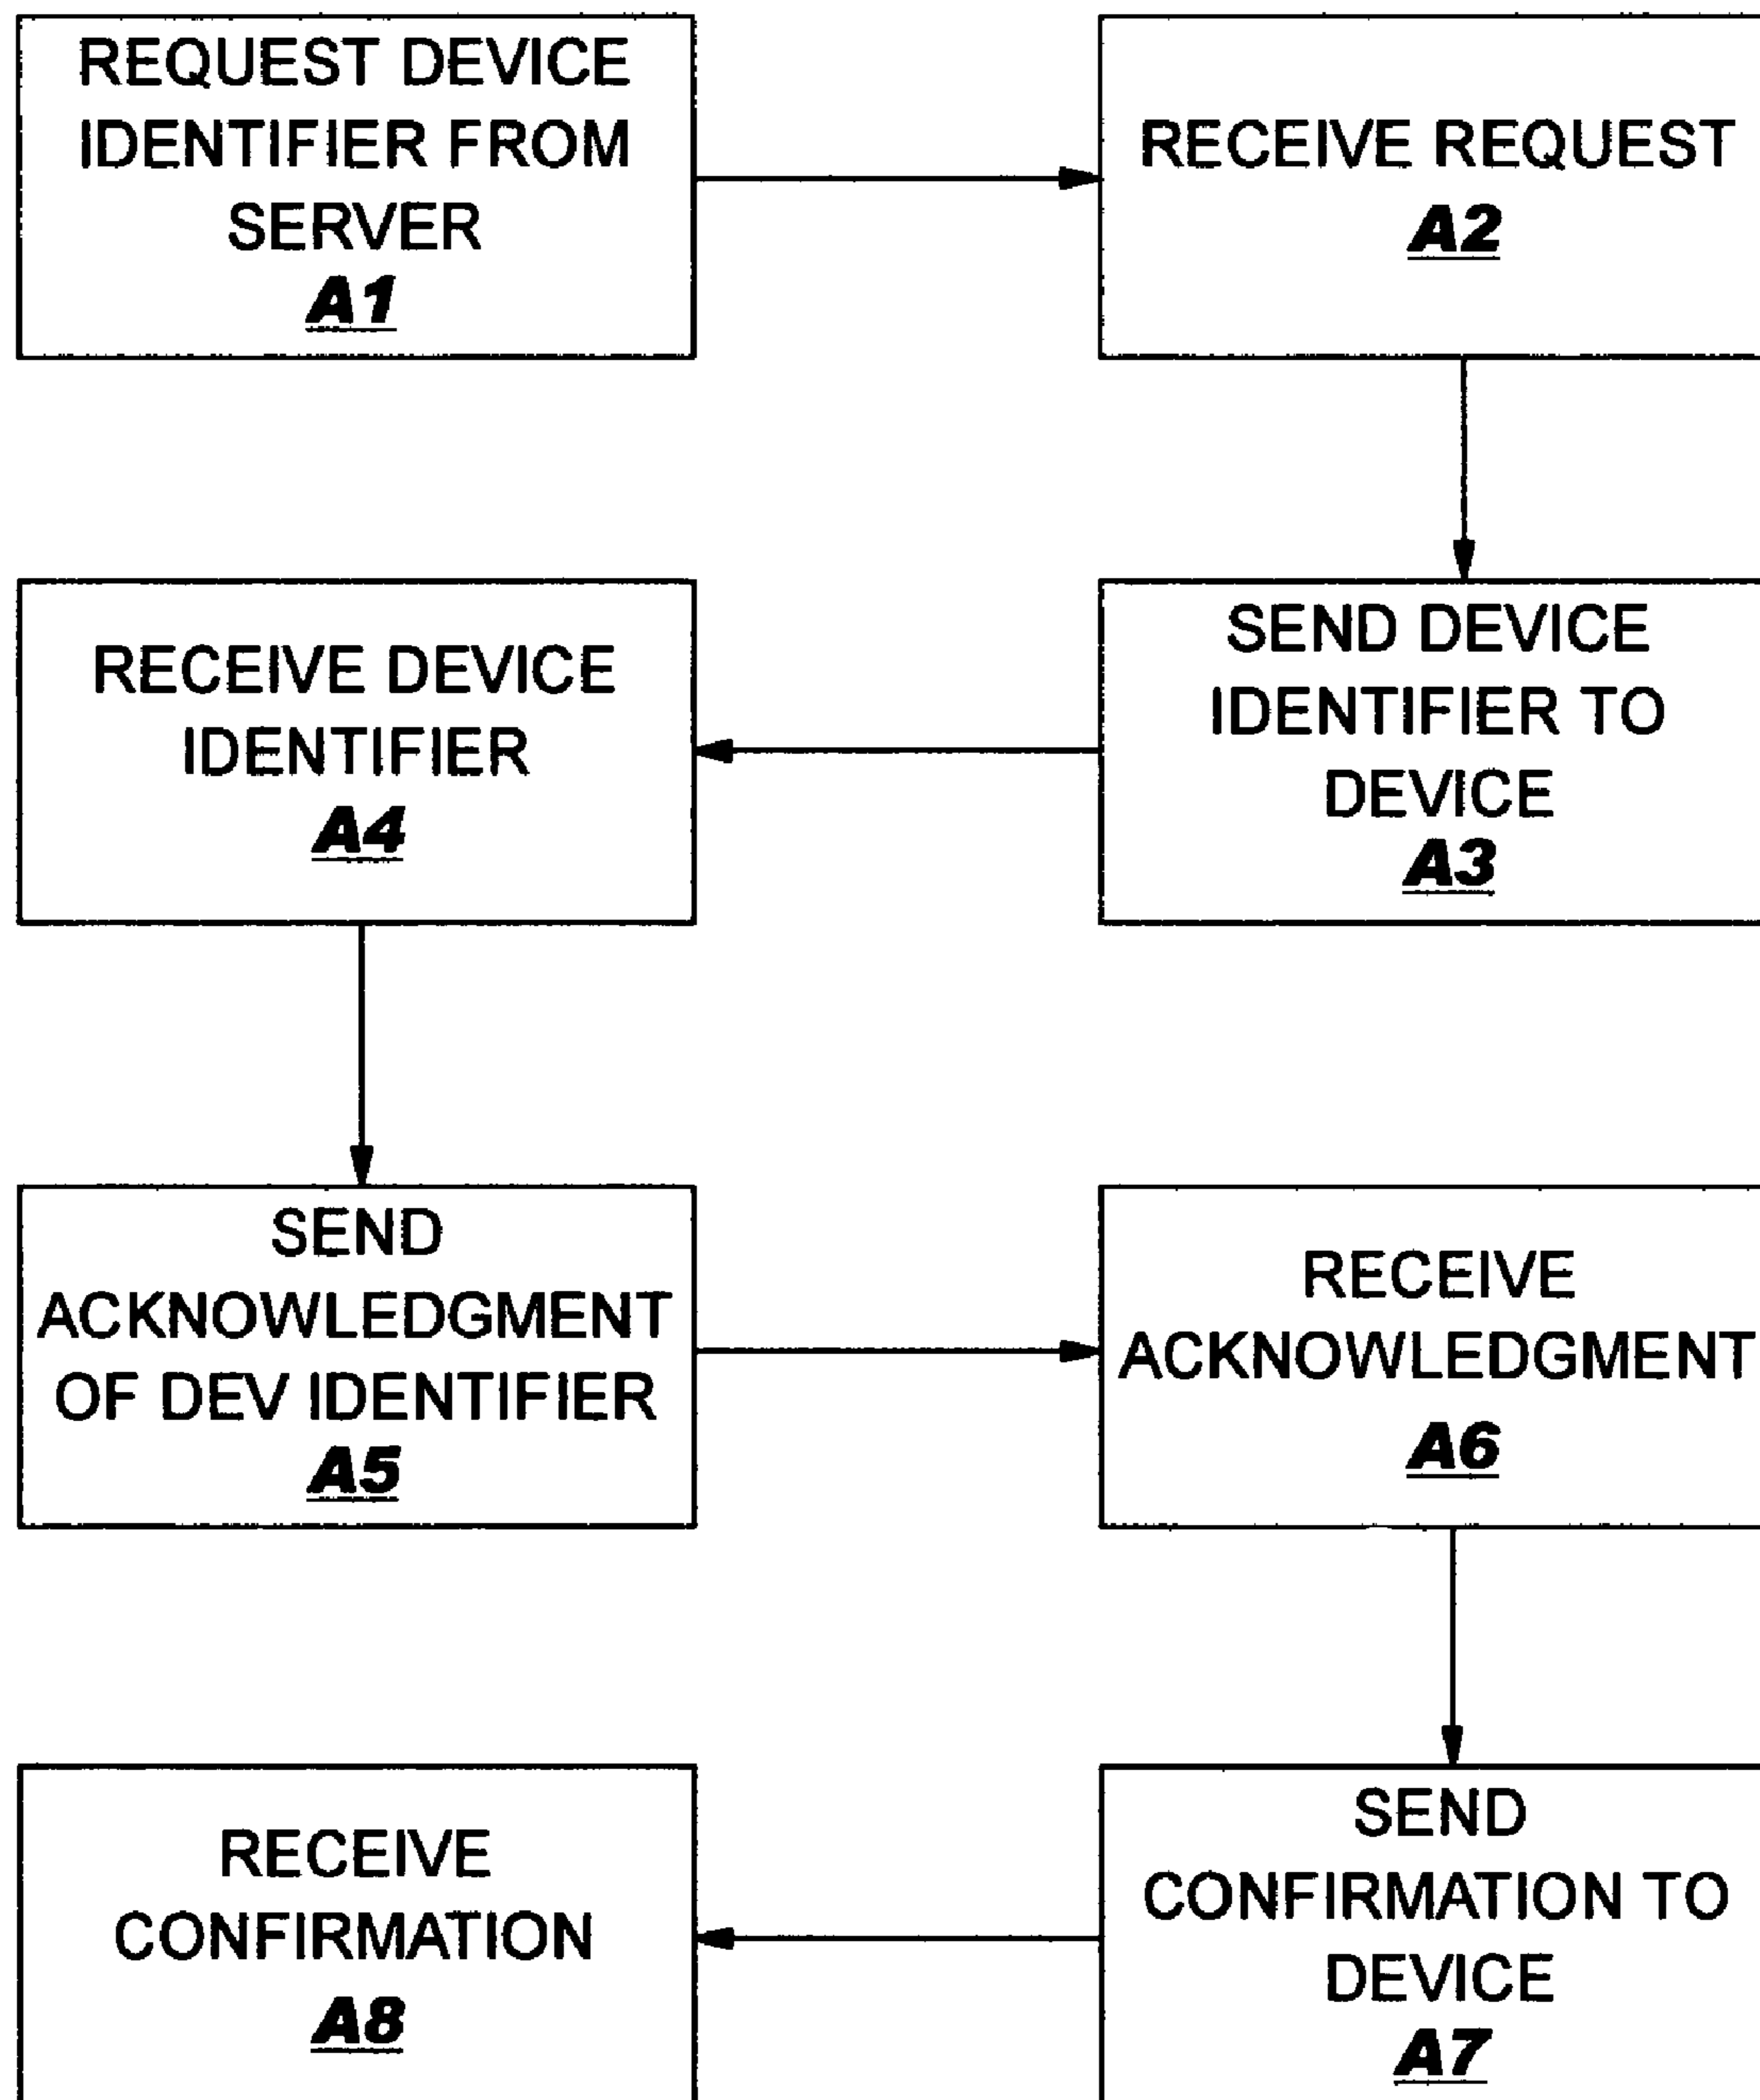 REQUEST DEVICE
IDENTIFIER FROM
SERVER
A1
RECEIVE REQUEST
A2
SEND DEVICE
IDENTIFIER TO
DEVICE
A3
RECEIVE DEVICE
IDENTIFIER
A4
SEND
ACKNOWLEDGMENT
OF DEV IDENTIFIER
A5
RECEIVE
ACKNOWLEDGMENT
A6
SEND
CONFIRMATION TO
DEVICE
A7
RECEIVE
CONFIRMATION
A8